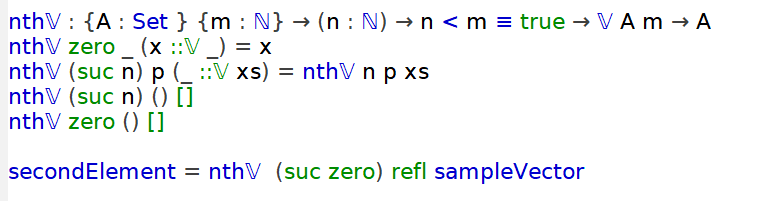 nth𝕍 : {A : Set } {m : ℕ} → (n : ℕ) → n < m ≡ true → 𝕍 A m → A
nth𝕍 zero _ (x ::𝕍 _) = x
nth𝕍 (suc n) p (_ ::𝕍 xs) = nth𝕍 n p xs
nth𝕍 (suc n) () []
nth𝕍 zero () []
secondElement = nth𝕍 (suc zero) refl sampleVector